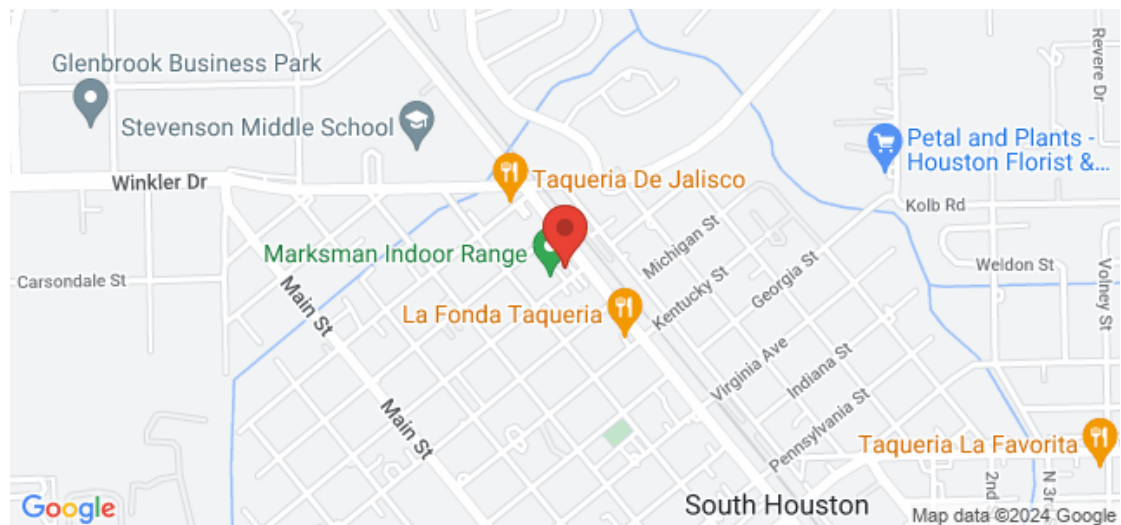 Glenbrook Business Park
Revere Dr
Stevenson Middle School
Petal and Plants -
Houston Florist &...
Winkler Dr
Taqueria De Jalisco
Kolb Rd
Michigan St
Marksman Indoor Range
Carsondale St
Georgia St
Weldon St
Volney St
Main St
Kentucky St
La Fonda Taqueria
Virginia Ave
Indiana St
Main St
Pennsylvania St
Taqueria La Favorita
2nd S
N 3r
South Houston
Google
Map data ©2024 Google